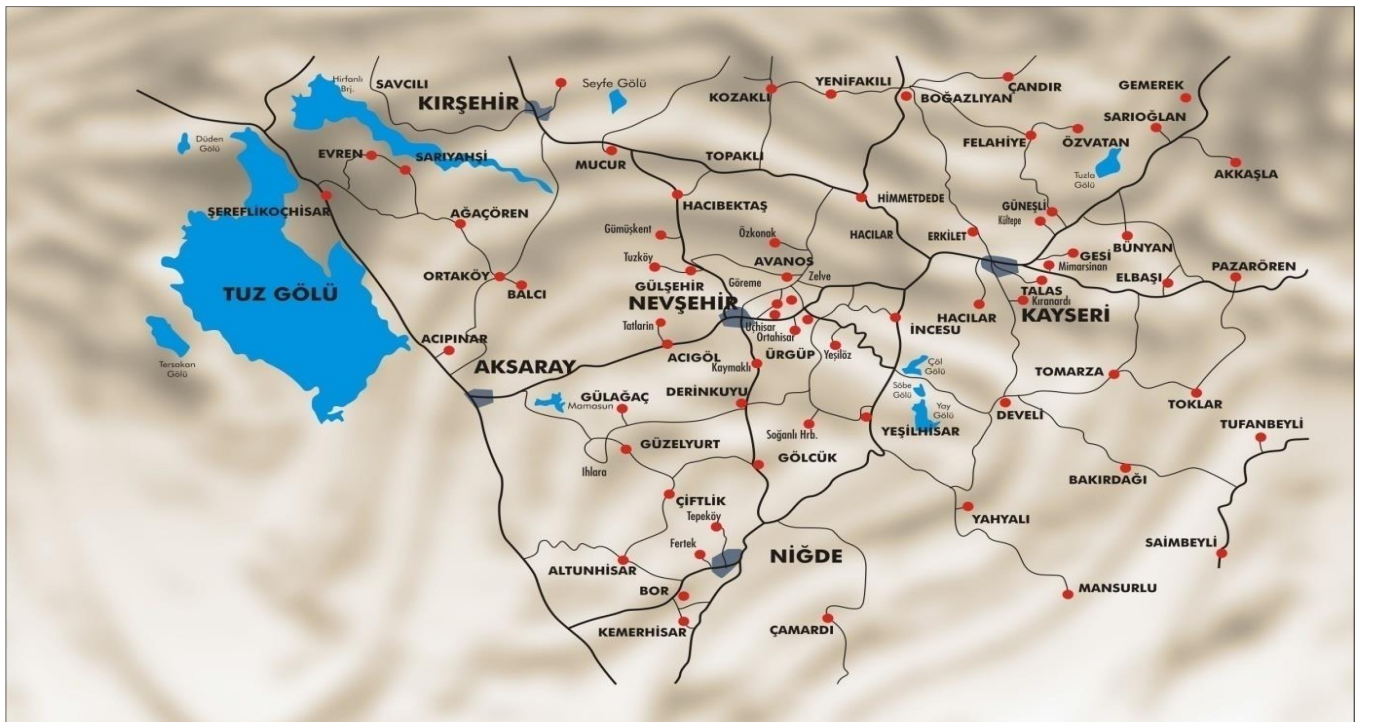 Hirfanlı
Brj.
SAVCILI
KIRŞEHİR
Seyfe Gölü
KOZAKLI
YENİFAKILI
BOĞAZLIYAN
ÇANDIR
GEMEREK
SARIOĞLAN
Düden
Gölü
EVREN
SARIYAHŞİ
MUCUR
TOPAKLI
FELAHİYE
ÖZVATAN
Tuzla
Gölü
AKKAŞLA
ŞEREFLİKOÇHİSAR
AĞAÇÖREN
HACIBEKTAŞ
HİMMETDEDE
GÜNEŞLİ
Kültepe
Gümüşkent
Özkonak
HACILAR
ERKİLET
BÜNYAN
Tuzköy
AVANOS
GESİ
Mimarsinan
PAZARÖREN
ORTAKÖY
BALCI
GÜLŞEHİR
Göreme
Zelve
TALAS
ELBAŞI
TUZ GÖLÜ
NEVŞEHİR
Kıranardı
HACILAR
KAYSERİ
Tatlarin
Uçhisar
Ortahisar
İNCESU
ACIPINAR
ACIGÖL
ÜRGÜP
Yeşilöz
Tersakan
Gölü
AKSARAY
Kaymaklı
Çöl
Gölü
TOMARZA
GÜLAĞAÇ
DERİNKUYU
Söbe
Gölü
Mamasun
Yay
Gölü
DEVELİ
TOKLAR
Soğanlı Hrb.
YEŞİLHİSAR
TUFANBEYLİ
GÜZELYURT
Ihlara
GÖLCÜK
BAKIRDAĞI
ÇİFTLİK
Tepeköy
YAHYALI
Fertek
NİĞDE
SAİMBEYLİ
ALTUNHİSAR
BOR
MANSURLU
KEMERHİSAR
ÇAMARDI